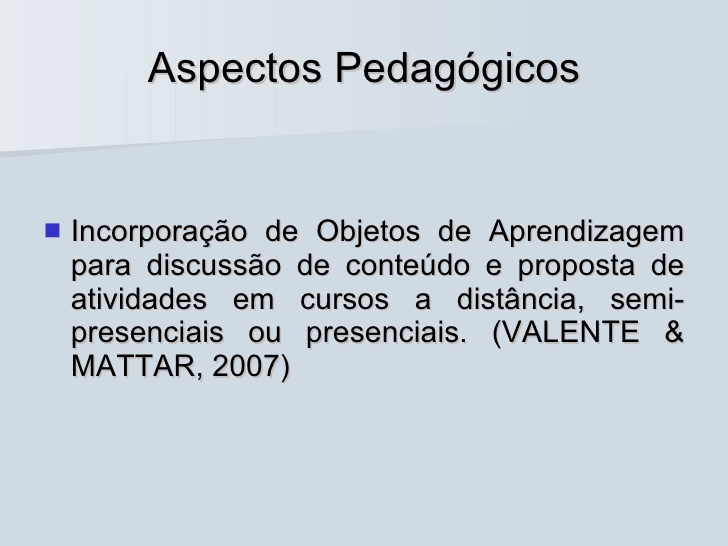 Aspectos Pedagógicos
Incorporação de Objetos de Aprendizagem
para discussão de conteúdo e proposta de
atividades em cursos a distância, semi-
presenciais ou presenciais. (VALENTE &
MATTAR, 2007)